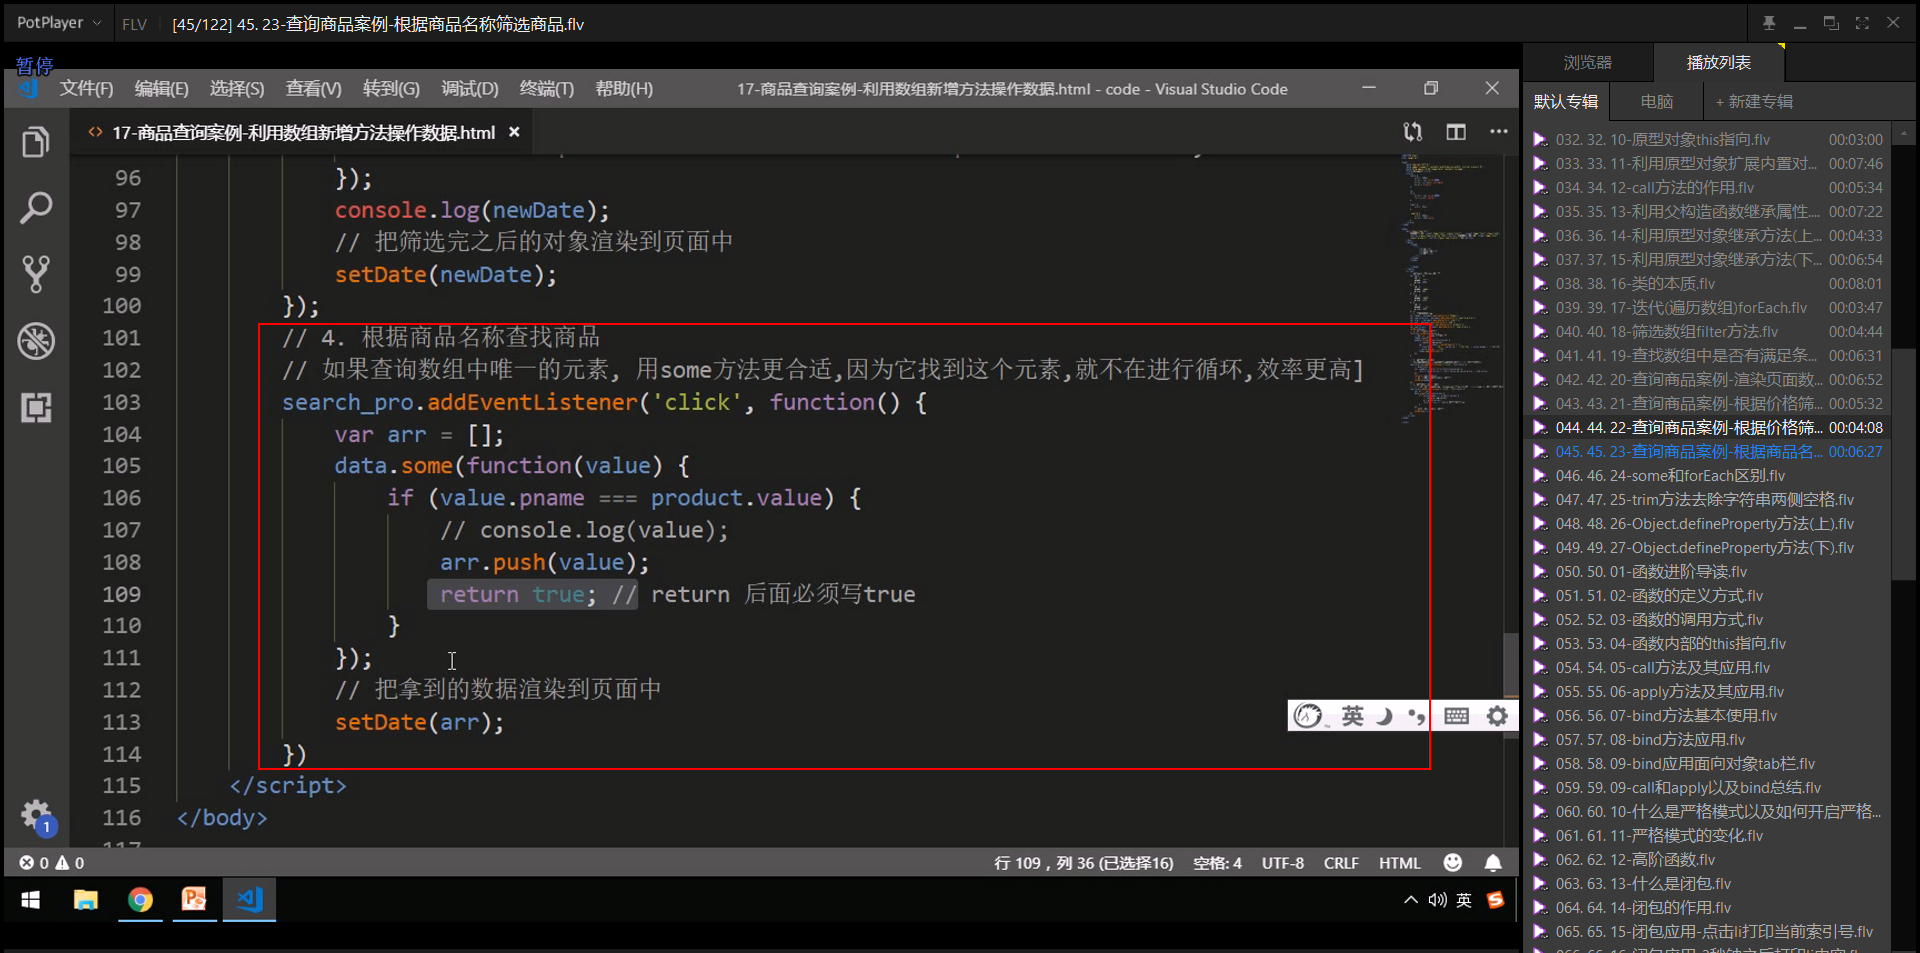 PotPlayer
FLV
[45/122] 45. 23-查询商品案例-根据商品名称筛选商品.flv
暂停
文件(F) 编辑(E) 选择(S) 查看(V) 转到(G) 调试(D) 终端(T) 帮助(H)
17-商品查询案例-利用数组新增方法操作数据.html - code - Visual Studio Code
17-商品查询案例-利用数组新增方法操作数据.html
96 });
97 console.log(newDate);
98 // 把筛选完之后的对象渲染到页面中
99 setDate(newDate);
100 });
101 // 4. 根据商品名称查找商品
102 // 如果查询数组中唯一的元素, 用some方法更合适,因为它找到这个元素,就不在进行循环,效率更高]
103 search_pro.addEventListener('click', function() {
104 var arr = [];
105 data.some(function(value) {
106 if (value.pname === product.value) {
107 // console.log(value);
108 arr.push(value);
109 return true; // return 后面必须写true
110 }
111 });
112 // 把拿到的数据渲染到页面中
113 setDate(arr);
114 })
115 </script>
116 </body>
英
1
0 0
行 109，列 36 (已选择16) 空格: 4 UTF-8 CRLF HTML
英
浏览器 播放列表
默认专辑 电脑 + 新建专辑
032. 32. 10-原型对象this指向.flv 00:03:00
033. 33. 11-利用原型对象扩展内置对... 00:07:46
034. 34. 12-call方法的作用.flv 00:05:34
035. 35. 13-利用父构造函数继承属性.... 00:07:22
036. 36. 14-利用原型对象继承方法(上... 00:04:33
037. 37. 15-利用原型对象继承方法(下... 00:06:54
038. 38. 16-类的本质.flv 00:08:01
039. 39. 17-迭代(遍历数组)forEach.flv 00:03:47
040. 40. 18-筛选数组filter方法.flv 00:04:44
041. 41. 19-查找数组中是否有满足条... 00:06:31
042. 42. 20-查询商品案例-渲染页面数... 00:06:52
043. 43. 21-查询商品案例-根据价格筛... 00:05:32
044. 44. 22-查询商品案例-根据价格筛... 00:04:08
045. 45. 23-查询商品案例-根据商品名... 00:06:27
046. 46. 24-some和forEach区别.flv
047. 47. 25-trim方法去除字符串两侧空格.flv
048. 48. 26-Object.defineProperty方法(上).flv
049. 49. 27-Object.defineProperty方法(下).flv
050. 50. 01-函数进阶导读.flv
051. 51. 02-函数的定义方式.flv
052. 52. 03-函数的调用方式.flv
053. 53. 04-函数内部的this指向.flv
054. 54. 05-call方法及其应用.flv
055. 55. 06-apply方法及其应用.flv
056. 56. 07-bind方法基本使用.flv
057. 57. 08-bind方法应用.flv
058. 58. 09-bind应用面向对象tab栏.flv
059. 59. 09-call和apply以及bind总结.flv
060. 60. 10-什么是严格模式以及如何开启严格...
061. 61. 11-严格模式的变化.flv
062. 62. 12-高阶函数.flv
063. 63. 13-什么是闭包.flv
064. 64. 14-闭包的作用.flv
065. 65. 15-闭包应用-点击li打印当前索引号.flv